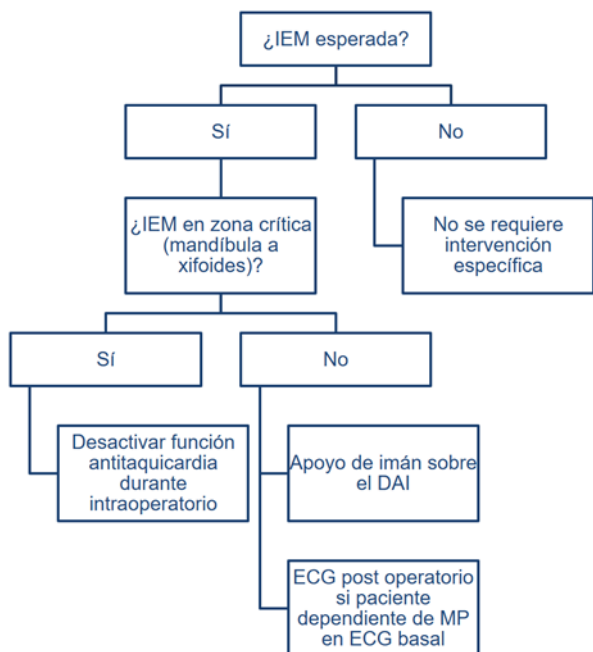 ¿IEM esperada?
Sí
No
¿IEM en zona crítica
(mandíbula a
xifoides)?
No se requiere
intervención
específica
Sí
No
Desactivar función
antitaquicardia
durante
intraoperatorio
Apoyo de imán sobre
el DAI
ECG post operatorio
si paciente
dependiente de MP
en ECG basal